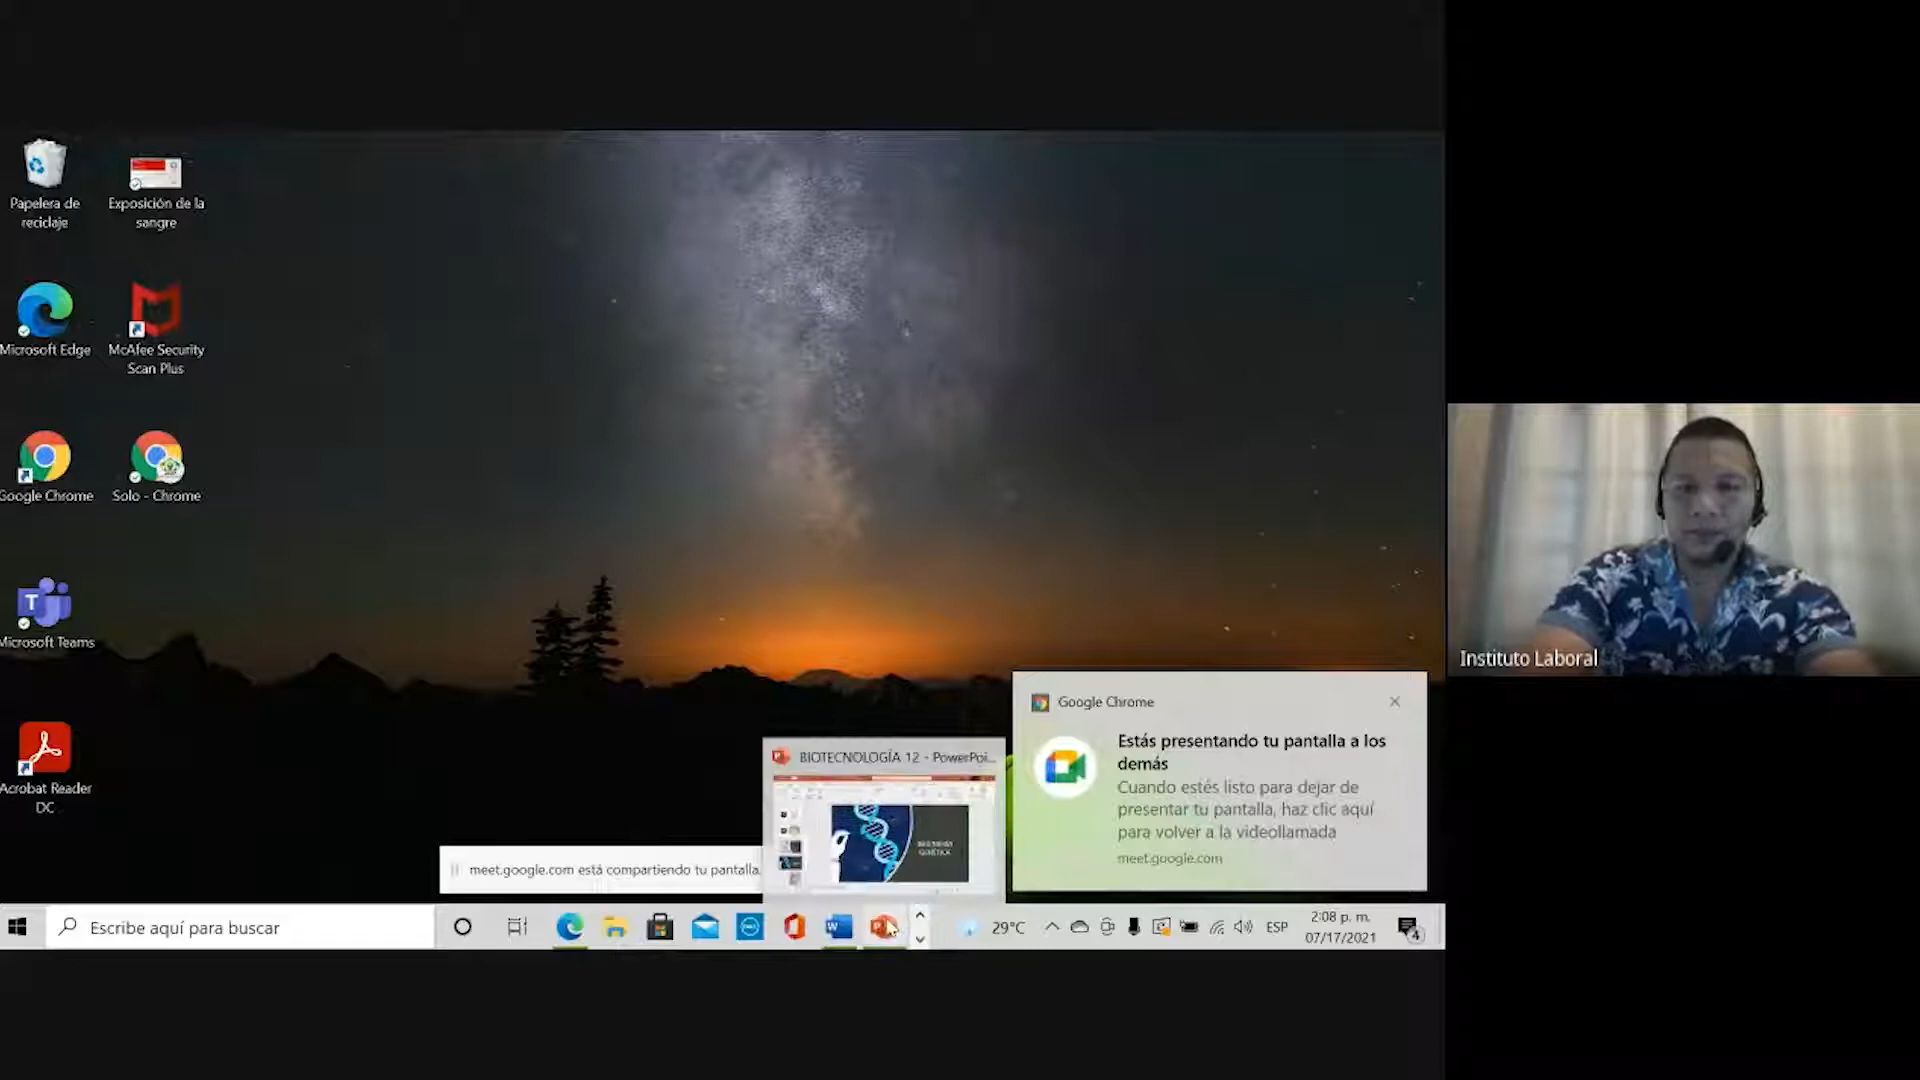 Papelera de
reciclaje
Exposición de la
sangre
Microsoft Edge
McAfee Security
Scan Plus
Google Chrome
Solo - Chrome
Microsoft Teams
Acrobat Reader
DC
Instituto Laboral
Google Chrome
Estás presentando tu pantalla a los
demás
Cuando estés listo para dejar de
presentar tu pantalla, haz clic aquí
para volver a la videollamada
meet.google.com
BIOTECNOLOGÍA 12 - PowerPoi...
INGENIERÍA
GENÉTICA
meet.google.com está compartiendo tu pantalla.
Escribe aquí para buscar
29°C
ESP
2:08 p. m.
07/17/2021
4